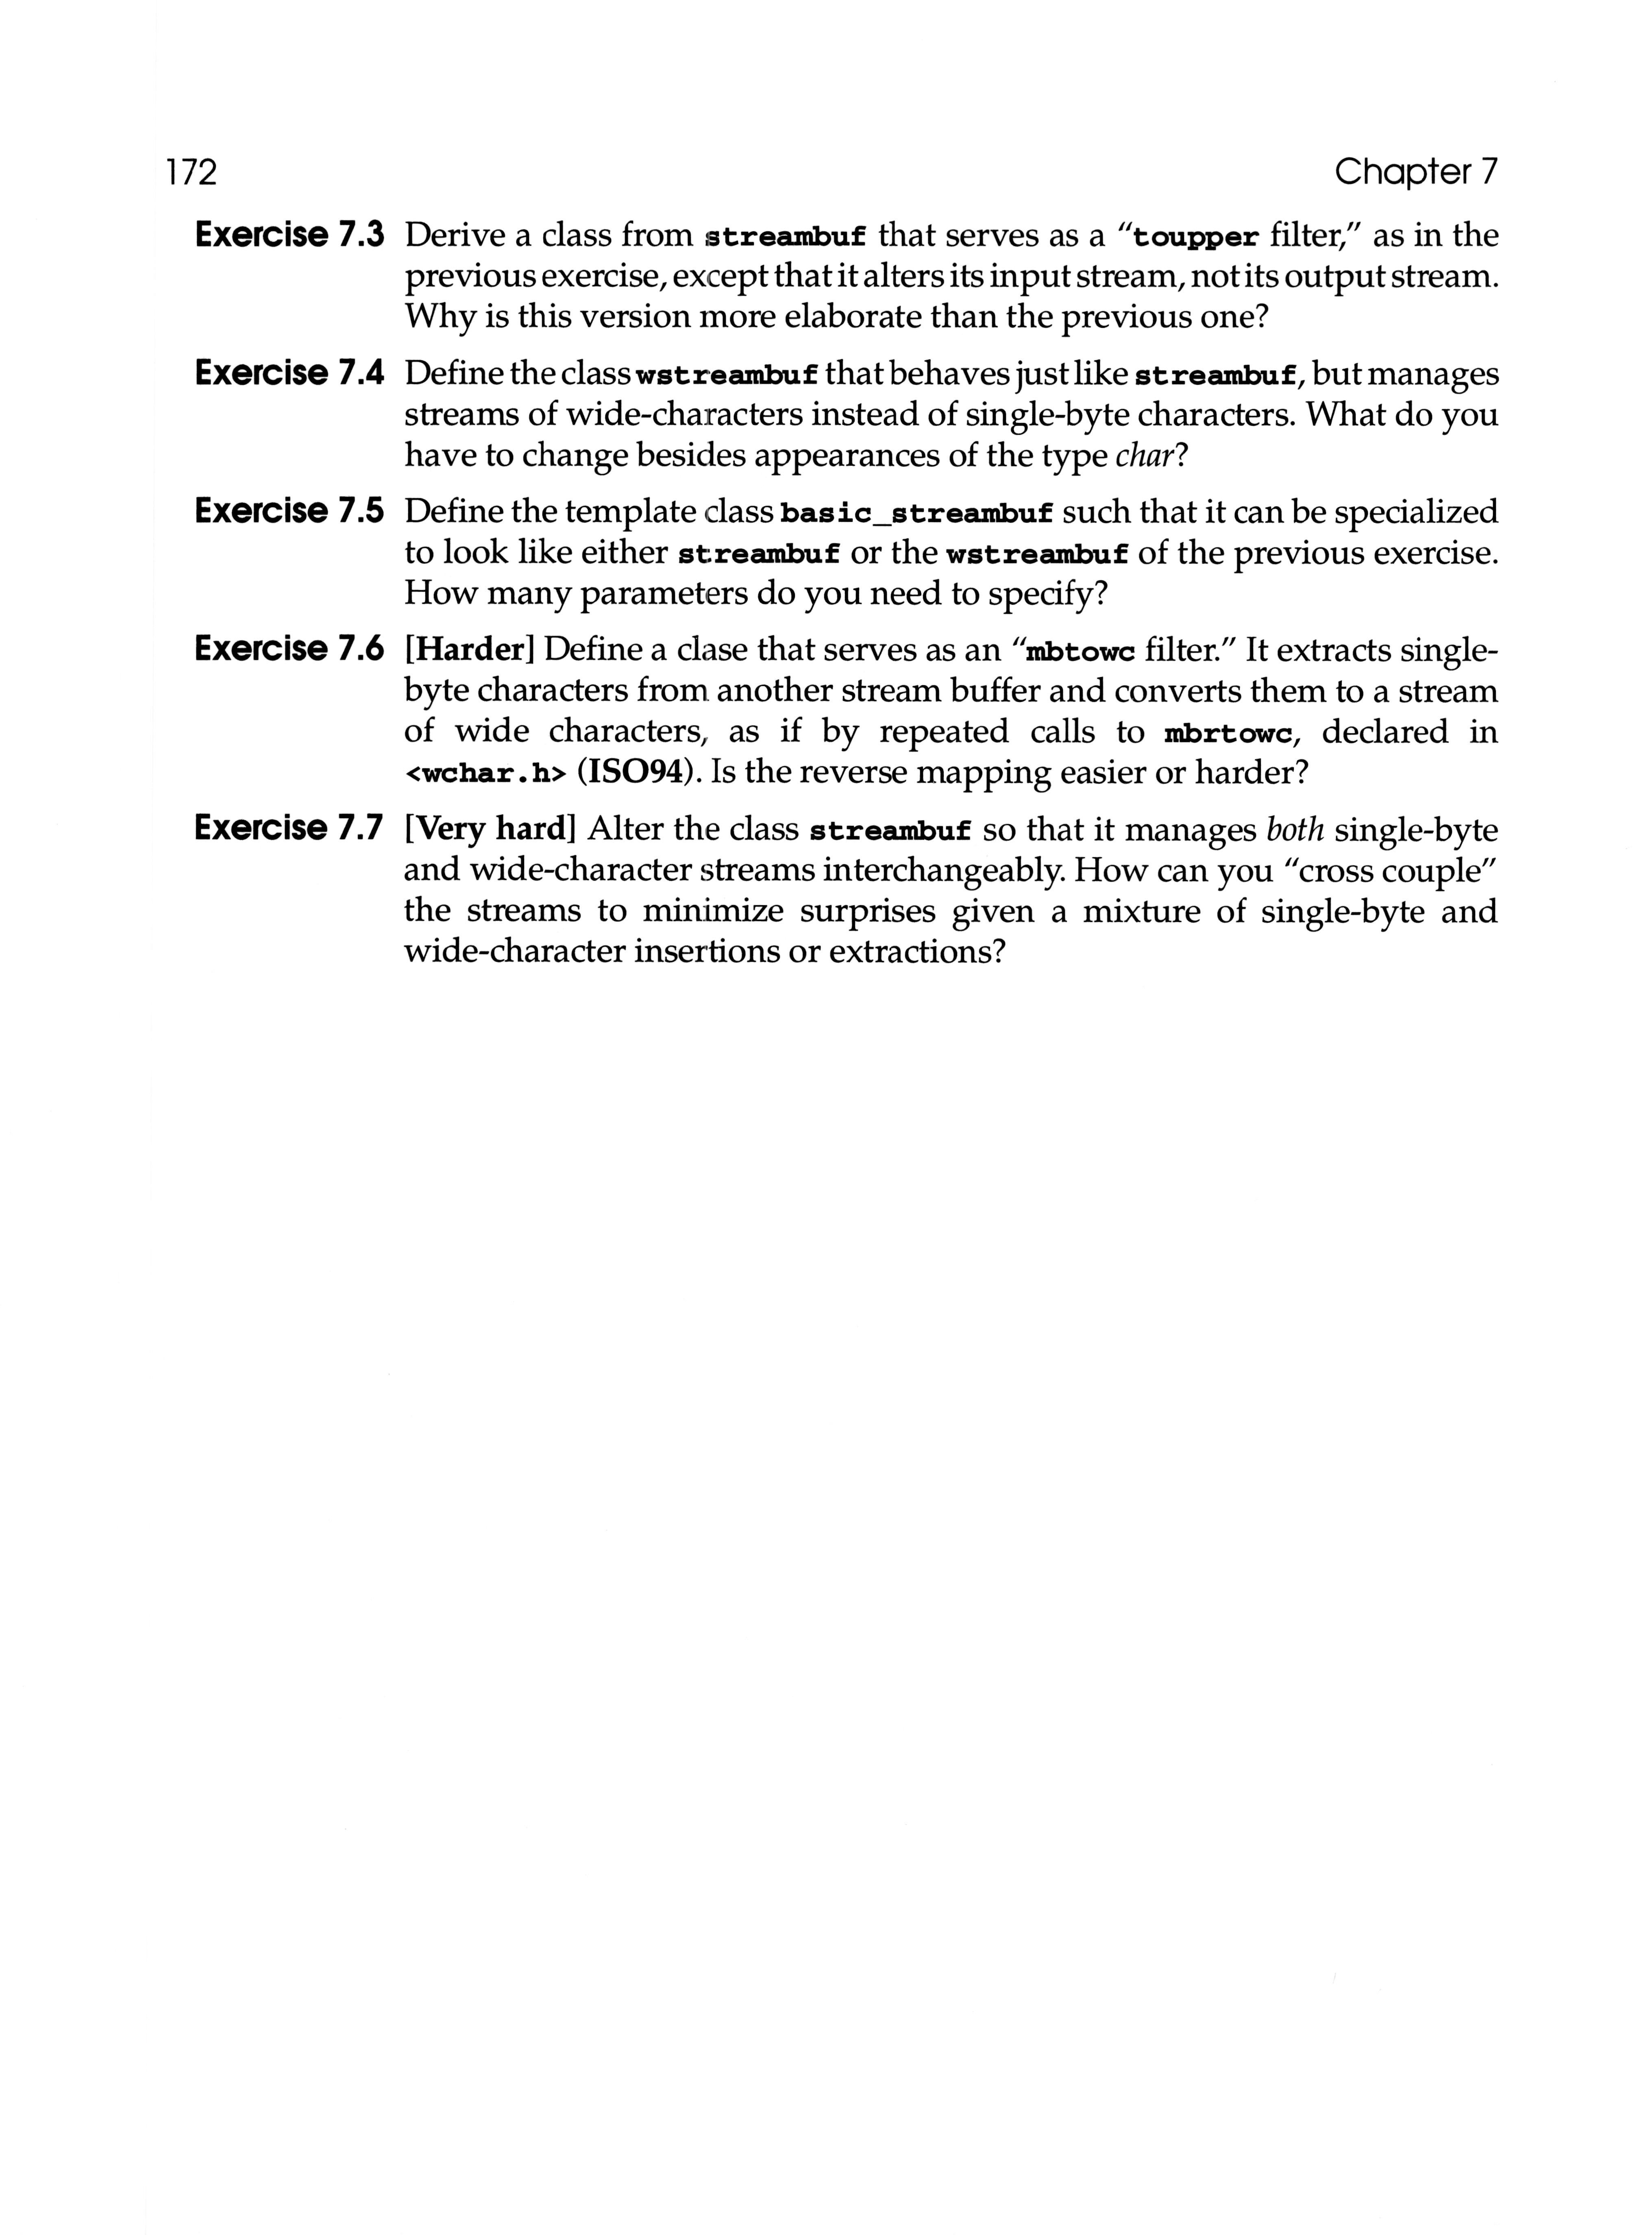 172 Chapter 7
Exercise 7.3 Derive a class from streambuf that serves as a “toupper filter,” as in the
previous exercise, except that it alters its input stream, not its output stream.
Why is this version more elaborate than the previous one?
Exercise 7.4 Define the class wstreambuf that behaves just like streambuf, but manages
streams of wide-characters instead of single-byte characters. What do you
have to change besides appearances of the type char?
Exercise 7.5 Define the template class basic_streambuf such that it can be specialized
to look like either streambuf or the wstreambuf of the previous exercise.
How many parameters do you need to specify?
Exercise 7.6 [Harder] Define a clase that serves as an “mbtowc filter.” It extracts single-
byte characters from another stream buffer and converts them to a stream
of wide characters, as if by repeated calls to mbrtowc, declared in
<wchar.h> (ISO94). Is the reverse mapping easier or harder?
Exercise 7.7 [Very hard] Alter the class streambuf so that it manages both single-byte
and wide-character streams interchangeably. How can you “cross couple”
the streams to minimize surprises given a mixture of single-byte and
wide-character insertions or extractions?